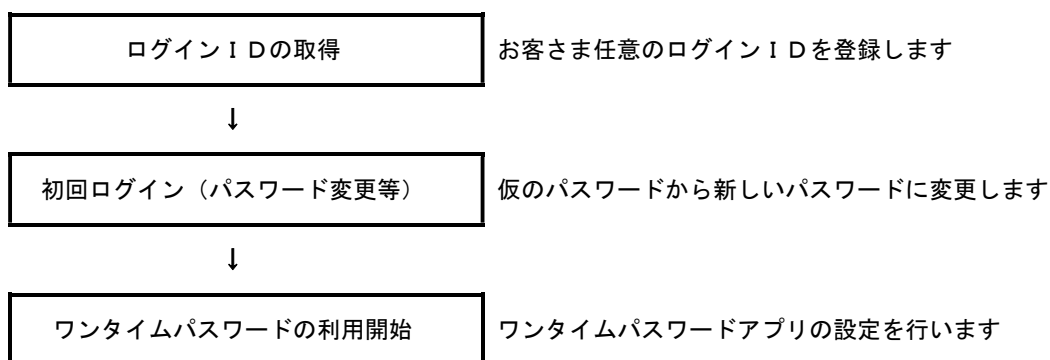 ログインＩＤの取得
お客さま任意のログインＩＤを登録します
↓
初回ログイン（パスワード変更等）
仮のパスワードから新しいパスワードに変更します
↓
ワンタイムパスワードの利用開始
ワンタイムパスワードアプリの設定を行います